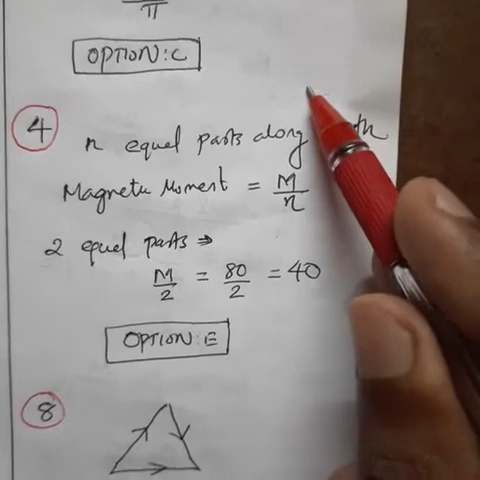 π
OPTION:C
4
n equal parts along
Magnetic Moment = M/n
2 equal parts ⇒
M/2 = 80/2 = 40
OPTION:E
8